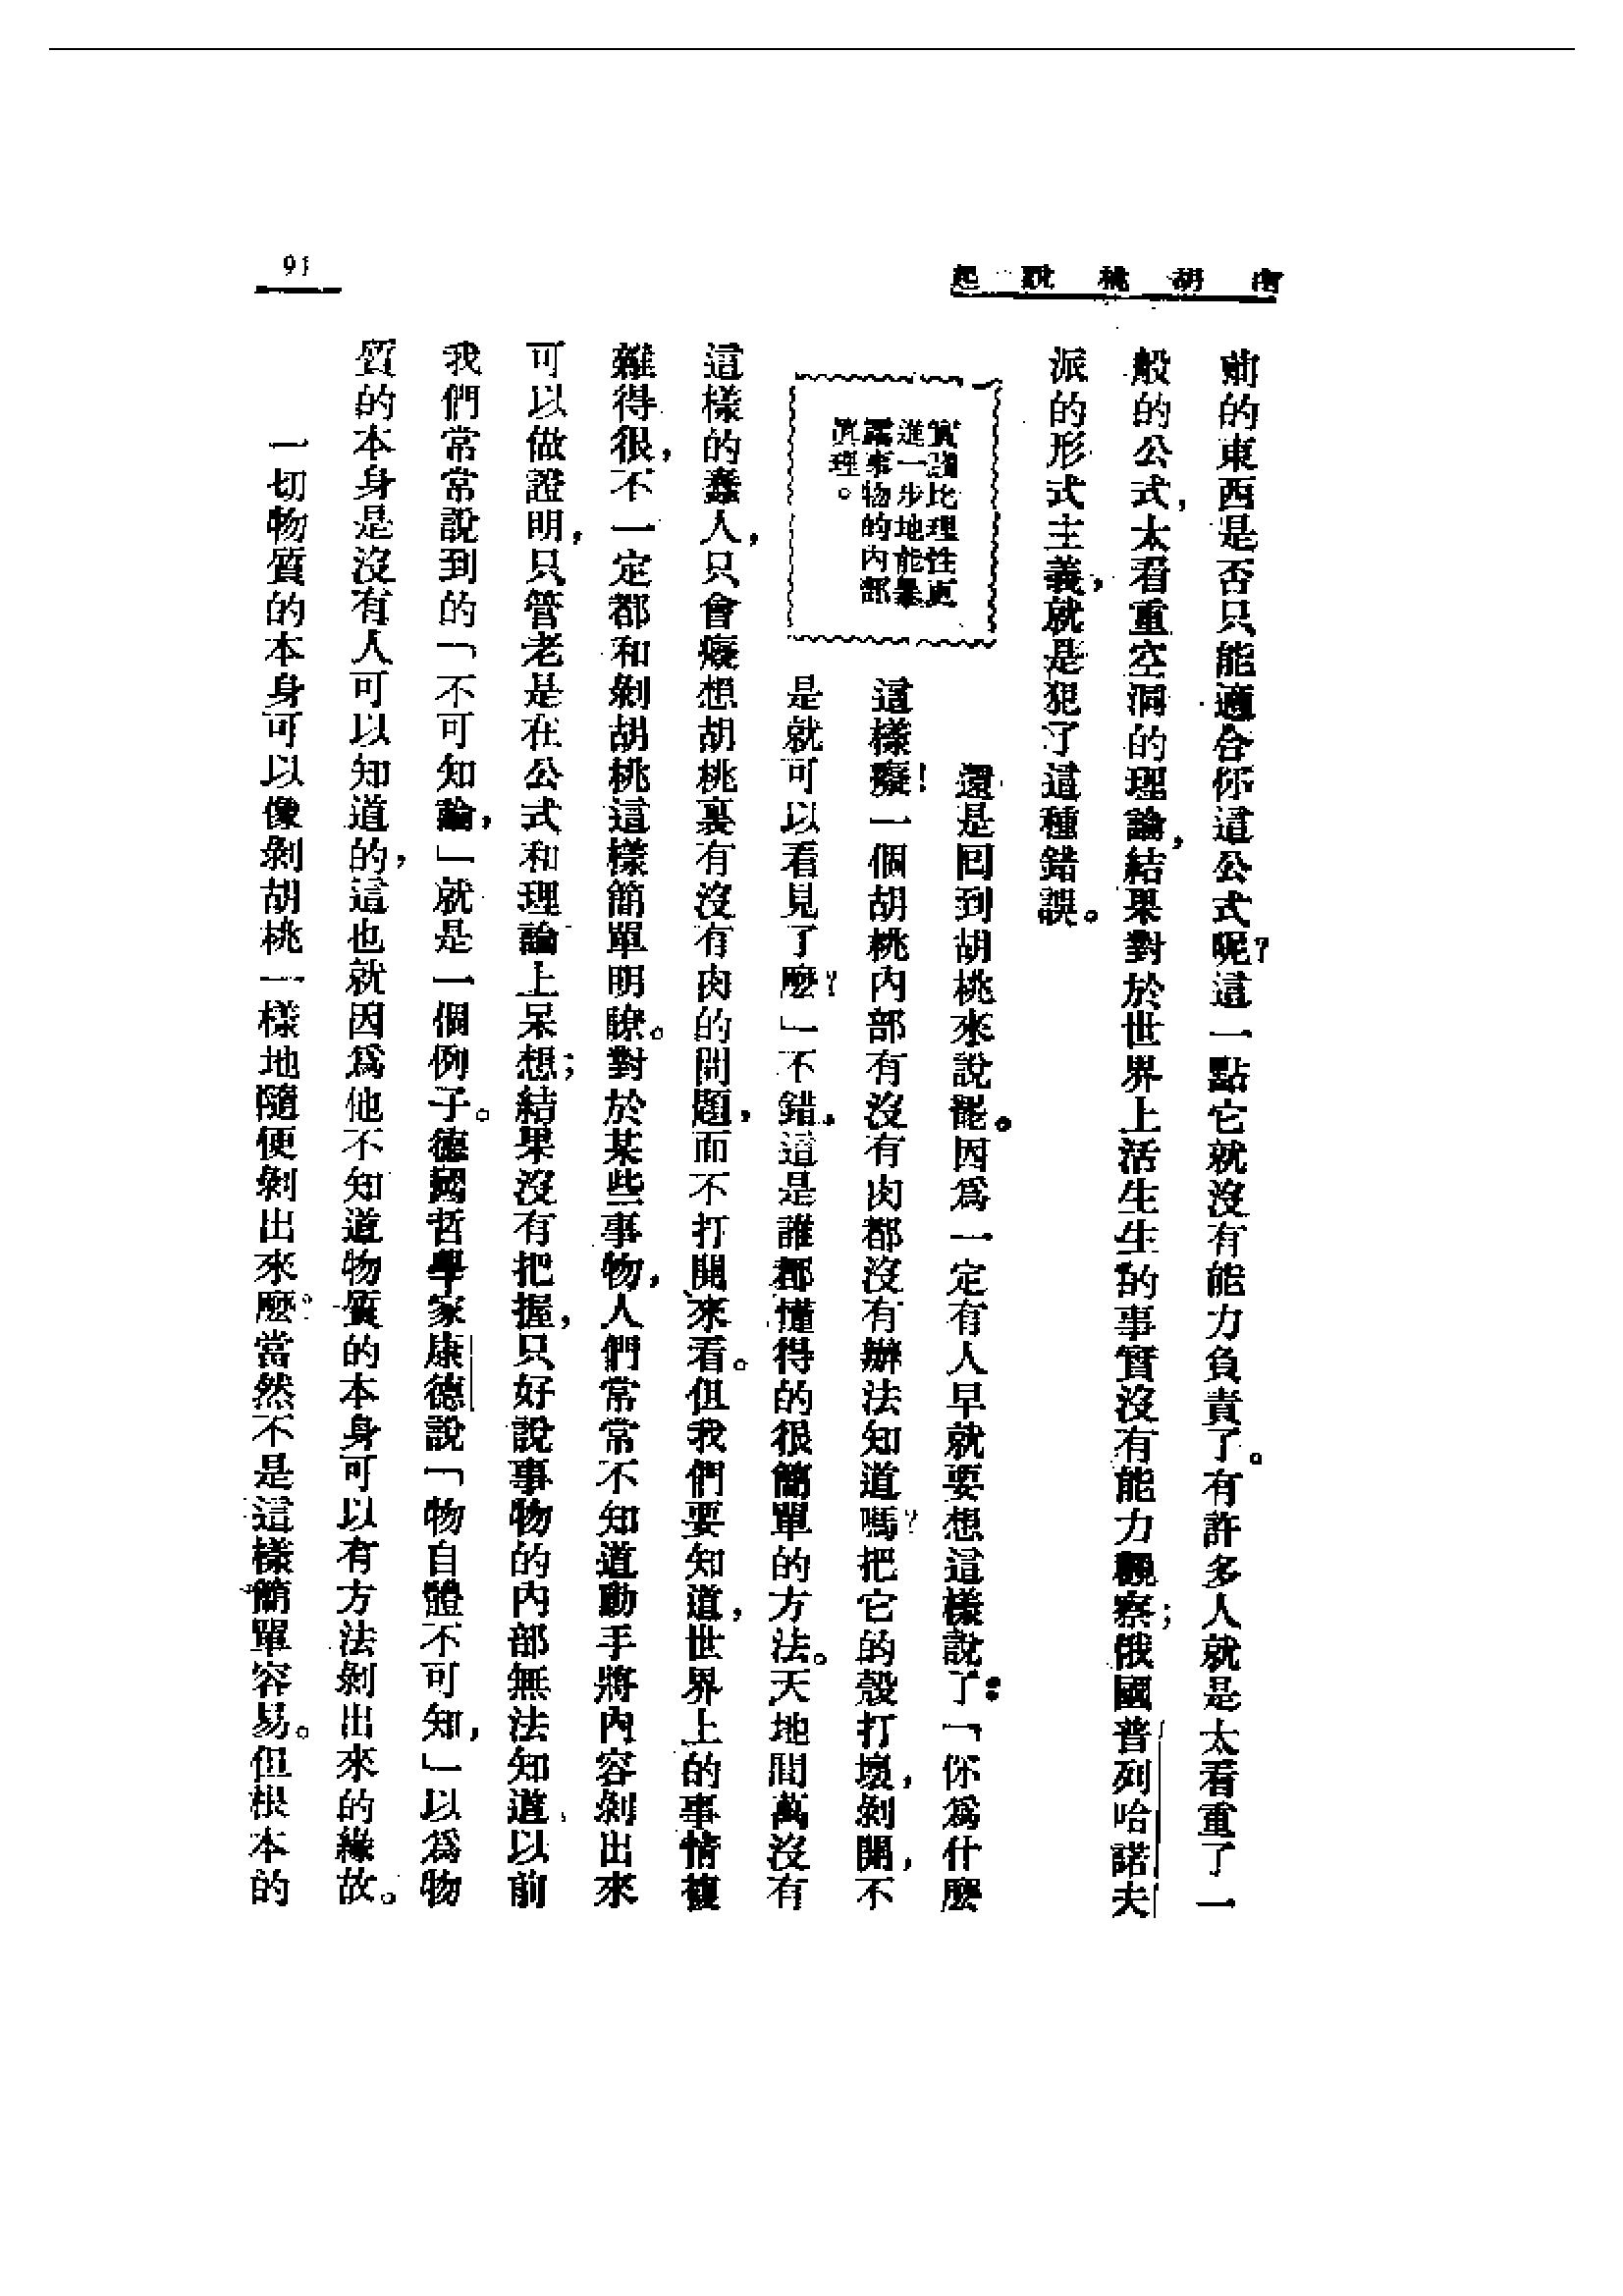 胡桃說起
91
前的東西是否只能適合你這公式呢?這一點它就沒有能力負責了。有許多人就是太看重了一
般的公式,太看重空洞的理論,結果對於世界上活生生的事實沒有能力觀察;俄國普列哈諾夫
派的形式主義,就是犯了這種錯誤。
實踐比理性更
進一步地能暴
露事物的內部
真理。
還是回到胡桃來說罷。因爲一定有人早就要想這樣說了:「你爲什麼
這樣癡!一個胡桃內部有沒有肉都沒有辦法知道嗎?把它的殼打壞,剝開,不
是就可以看見了麼?」不錯,這是誰都懂得的很簡單的方法。天地間萬沒有
這樣的蠢人,只會癡想胡桃裏有沒有肉的問題,而不打開來看。但我們要知道,世界上的事情複
雜得很,不一定都和剝胡桃這樣簡單明瞭。對於某些事物,人們常常不知道動手將內容剝出來
可以做證明,只管老是在公式和理論上呆想;結果沒有把握,只好說事物的內部無法知道,以前
我們常常說到的「不可知論,」就是一個例子。德國哲學家康德說「物自體不可知,」以爲物
質的本身是沒有人可以知道的,這也就因爲他不知道物質的本身可以有方法剝出來的緣故。
一切物質的本身可以像剝胡桃一樣地隨便剝出來麼?當然不是這樣簡單容易。但根本的